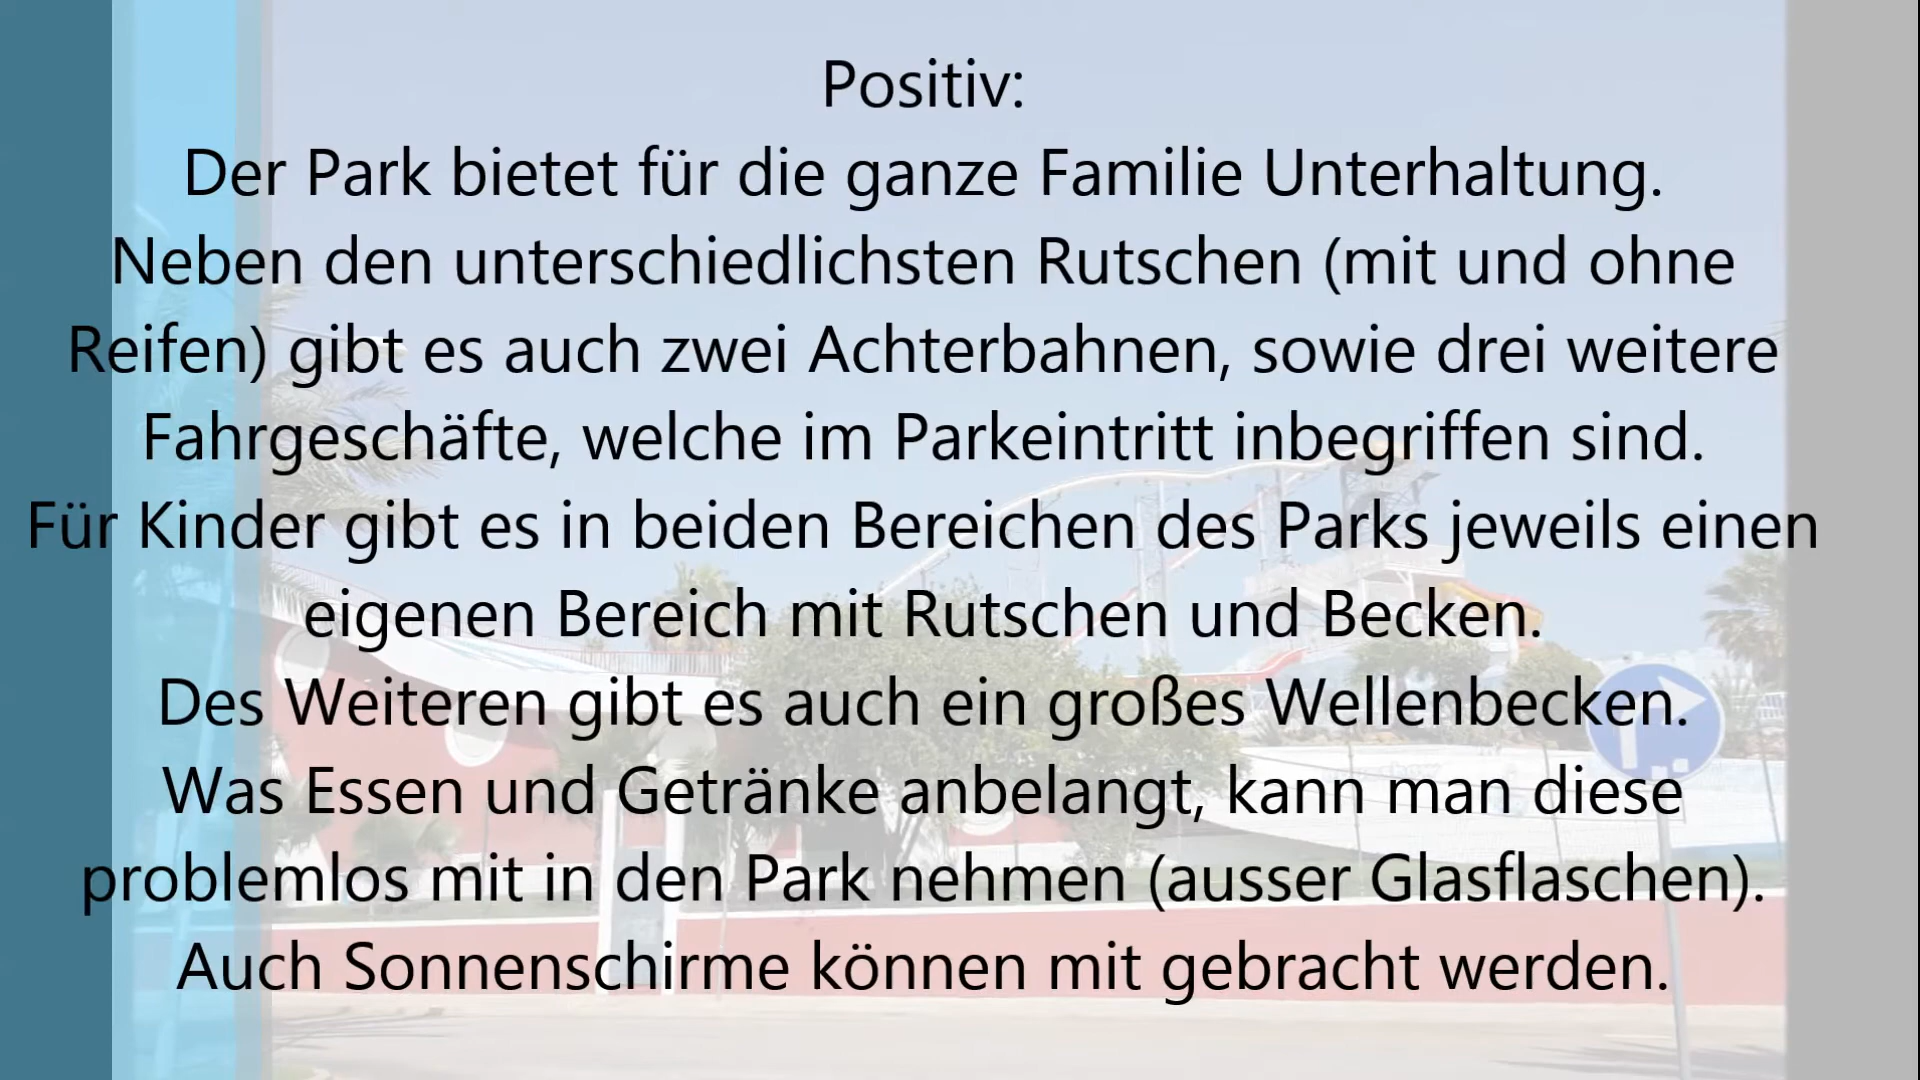 Positiv:
Der Park bietet für die ganze Familie Unterhaltung.
Neben den unterschiedlichsten Rutschen (mit und ohne
Reifen) gibt es auch zwei Achterbahnen, sowie drei weitere
Fahrgeschäfte, welche im Parkeintritt inbegriffen sind.
Für Kinder gibt es in beiden Bereichen des Parks jeweils einen
eigenen Bereich mit Rutschen und Becken.
Des Weiteren gibt es auch ein großes Wellenbecken.
Was Essen und Getränke anbelangt, kann man diese
problemlos mit in den Park nehmen (ausser Glasflaschen).
Auch Sonnenschirme können mit gebracht werden.